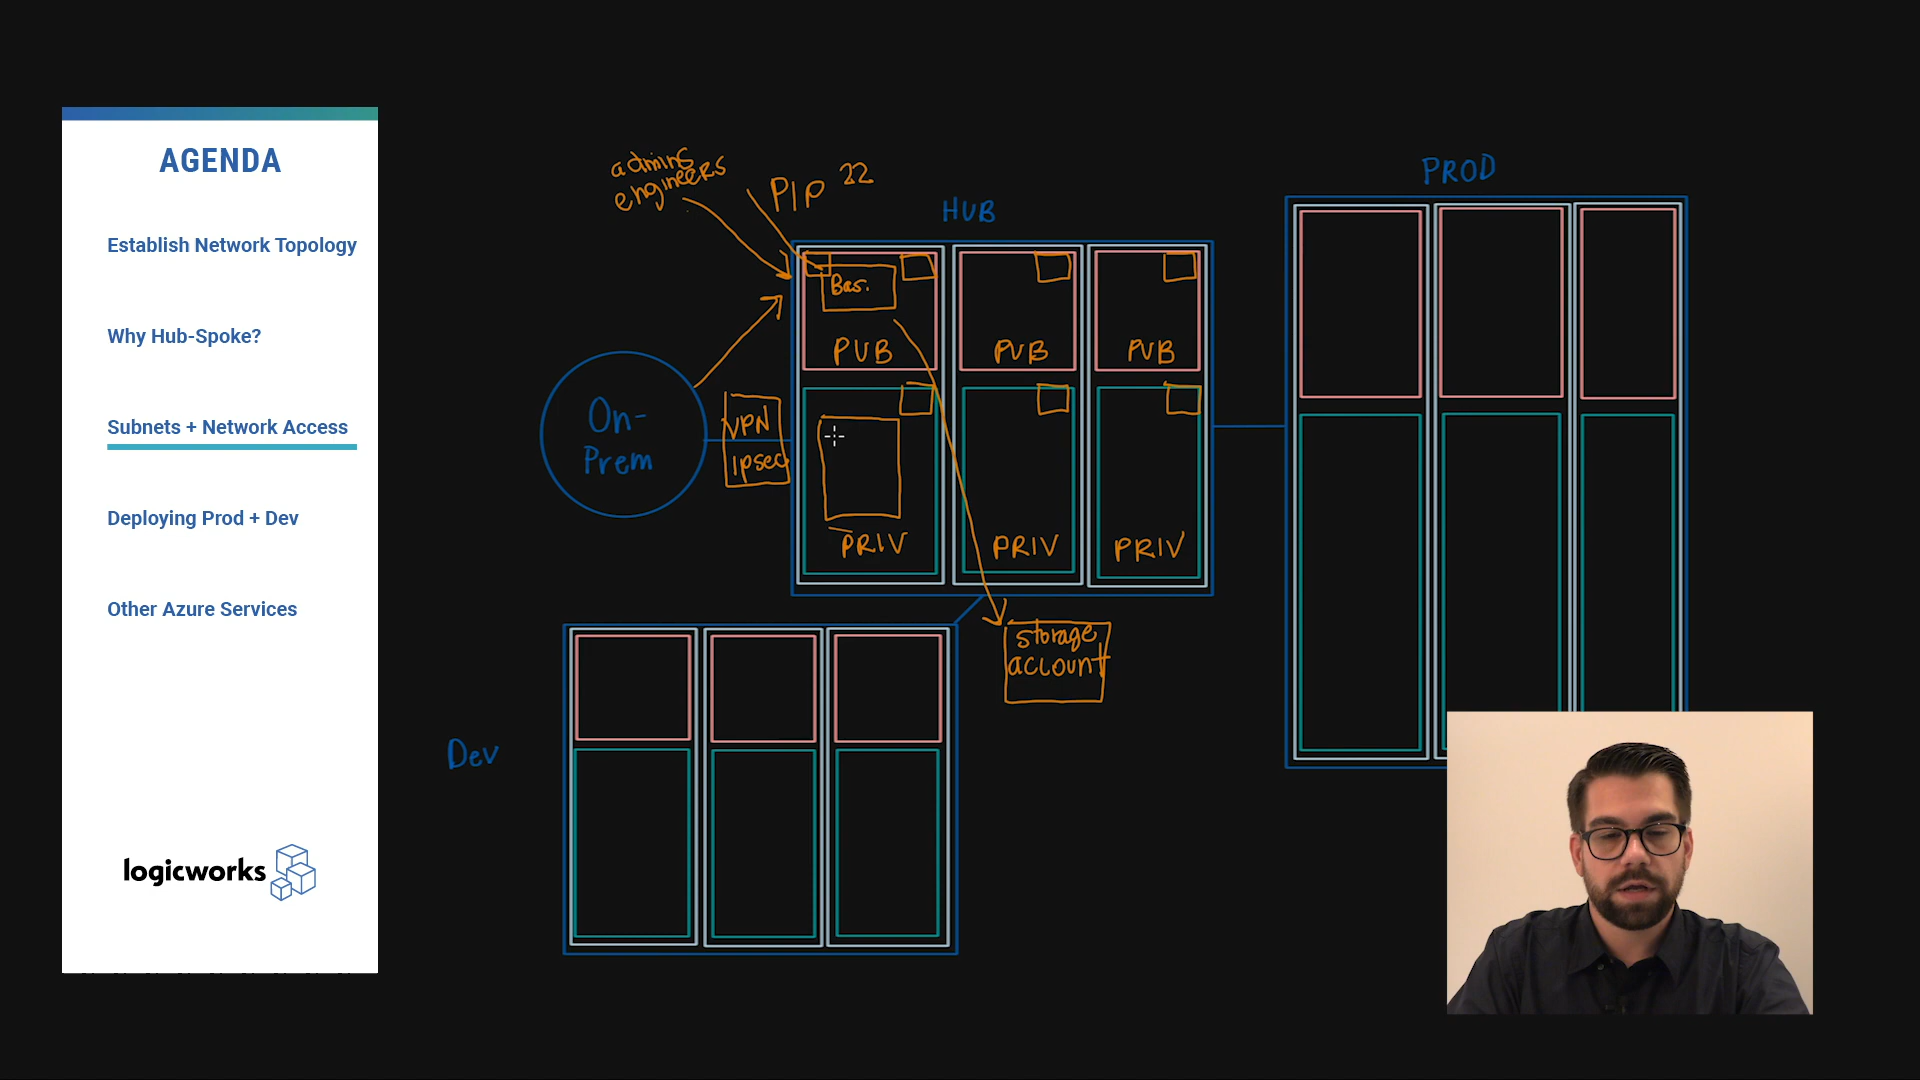 AGENDA
Establish Network Topology
Why Hub-Spoke?
Subnets + Network Access
Deploying Prod + Dev
Other Azure Services
logicworks
admins
engineers
PIP 22
HUB
PROD
Bas.
PUB
PUB
PUB
On-
Prem
VPN
Ipsec
PRIV
PRIV
PRIV
storage
account
Dev